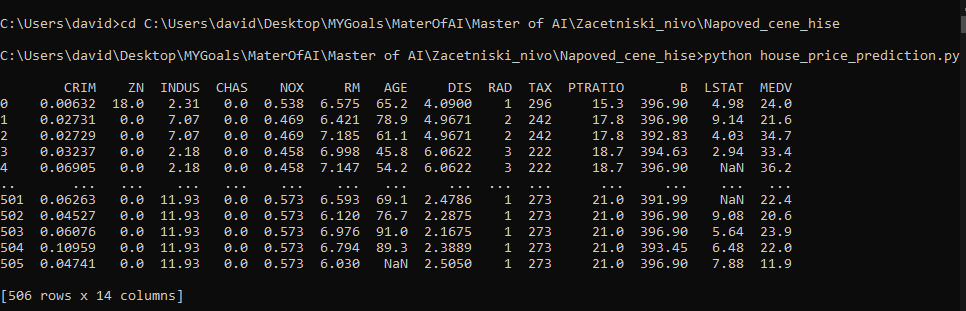 C:\Users\david>cd C:\Users\david\Desktop\MYGoals\MaterOfAI\Master of AI\Zacetniski_nivo\Napoved_cene_hise
C:\Users\david\Desktop\MYGoals\MaterOfAI\Master of AI\Zacetniski_nivo\Napoved_cene_hise>python house_price_prediction.py
CRIM ZN INDUS CHAS NOX RM AGE DIS RAD TAX PTRATIO B LSTAT MEDV
0 0.00632 18.0 2.31 0.0 0.538 6.575 65.2 4.0900 1 296 15.3 396.90 4.98 24.0
1 0.02731 0.0 7.07 0.0 0.469 6.421 78.9 4.9671 2 242 17.8 396.90 9.14 21.6
2 0.02729 0.0 7.07 0.0 0.469 7.185 61.1 4.9671 2 242 17.8 392.83 4.03 34.7
3 0.03237 0.0 2.18 0.0 0.458 6.998 45.8 6.0622 3 222 18.7 394.63 2.94 33.4
4 0.06905 0.0 2.18 0.0 0.458 7.147 54.2 6.0622 3 222 18.7 396.90 NaN 36.2
.. ... ... ... ... ... ... ... ... ... ... ... ... ... ...
501 0.06263 0.0 11.93 0.0 0.573 6.593 69.1 2.4786 1 273 21.0 391.99 NaN 22.4
502 0.04527 0.0 11.93 0.0 0.573 6.120 76.7 2.2875 1 273 21.0 396.90 9.08 20.6
503 0.06076 0.0 11.93 0.0 0.573 6.976 91.0 2.1675 1 273 21.0 396.90 5.64 23.9
504 0.10959 0.0 11.93 0.0 0.573 6.794 89.3 2.3889 1 273 21.0 393.45 6.48 22.0
505 0.04741 0.0 11.93 0.0 0.573 6.030 NaN 2.5050 1 273 21.0 396.90 7.88 11.9
[506 rows x 14 columns]